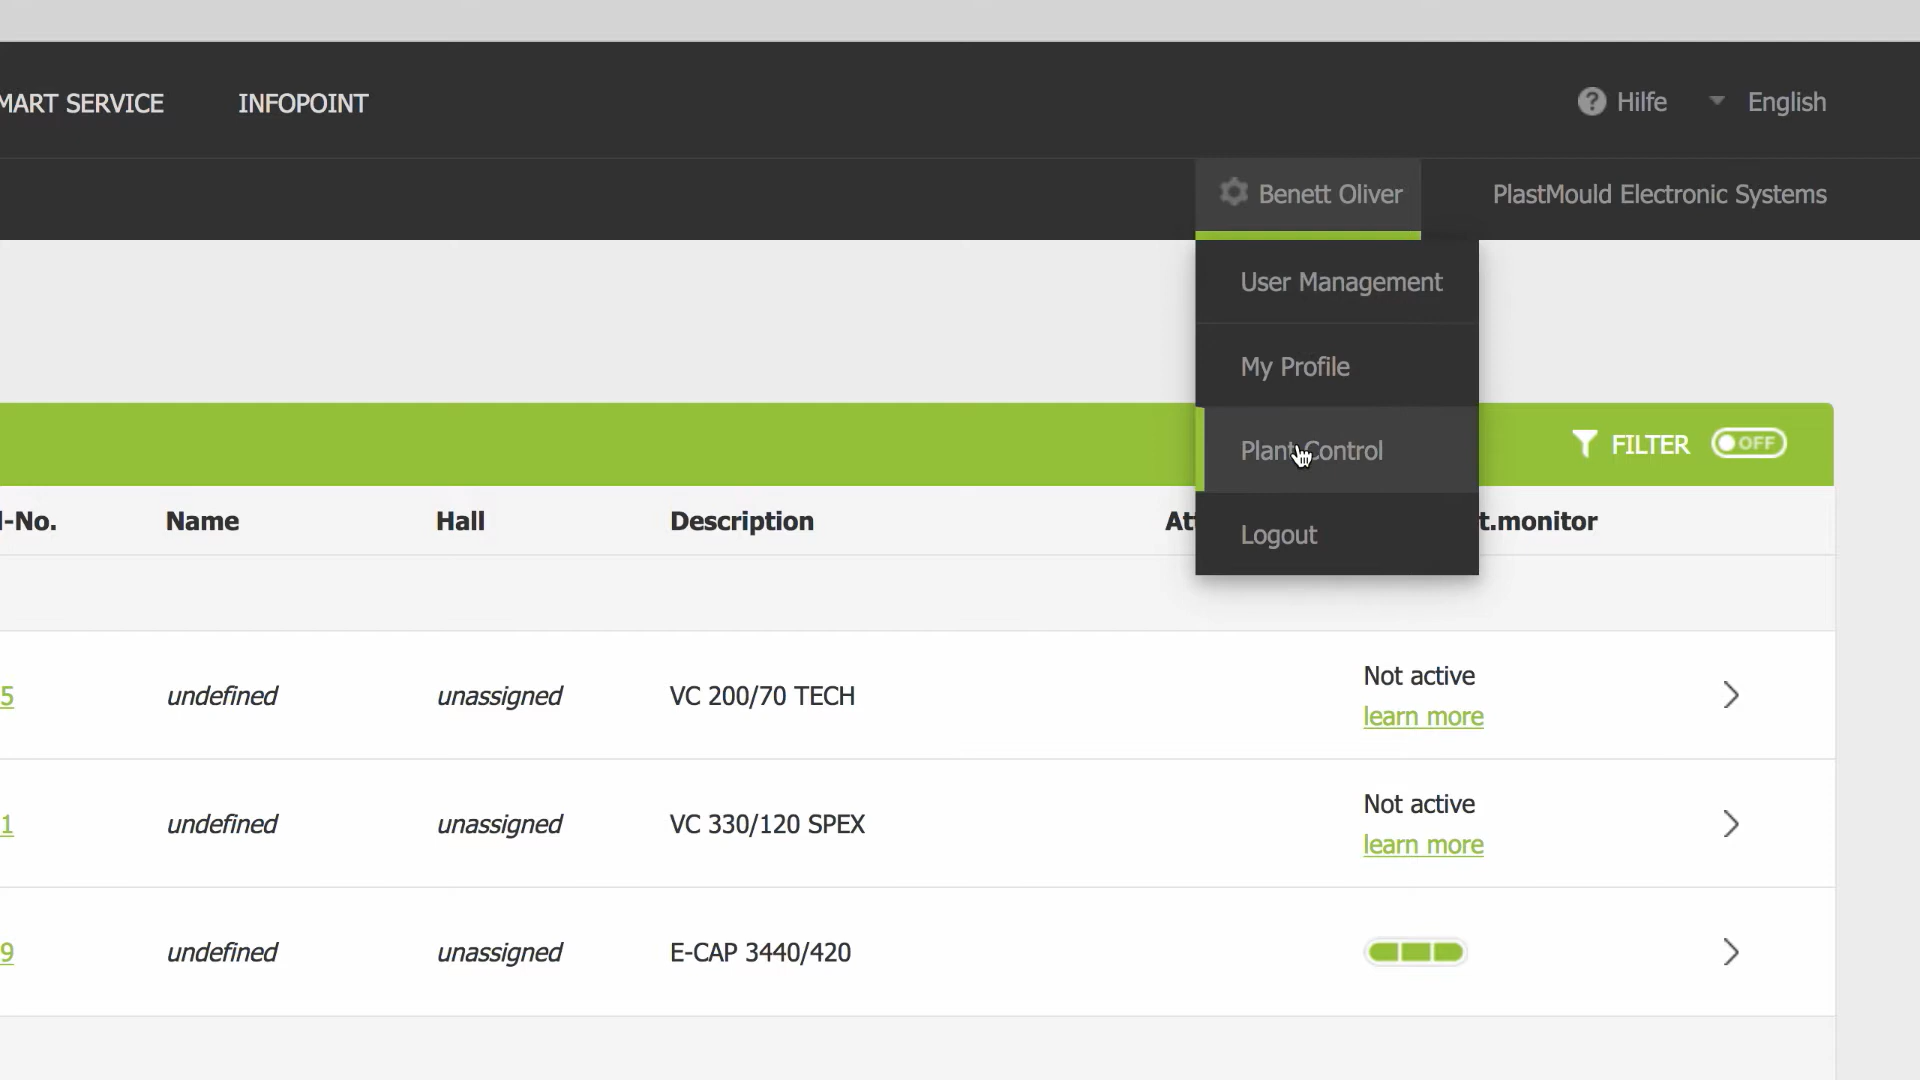 MART SERVICE INFOPOINT Hilfe English
Benett Oliver PlastMould Electronic Systems
User Management
My Profile
Plant Control
Logout
FILTER OFF
-No. Name Hall Description Att t.monitor
5 undefined unassigned VC 200/70 TECH Not active
learn more
1 undefined unassigned VC 330/120 SPEX Not active
learn more
9 undefined unassigned E-CAP 3440/420